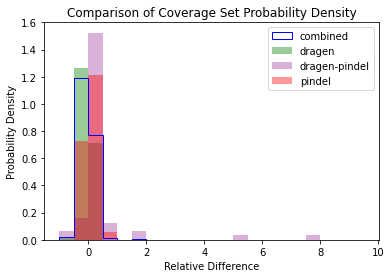 Comparison of Coverage Set Probability Density
combined
dragen
dragen-pindel
pindel
Probability Density
1.6
1.4
1.2
1.0
0.8
0.6
0.4
0.2
0.0
0 2 4 6 8 10
Relative Difference